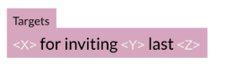 Targets
<X> for inviting <Y> last <Z>